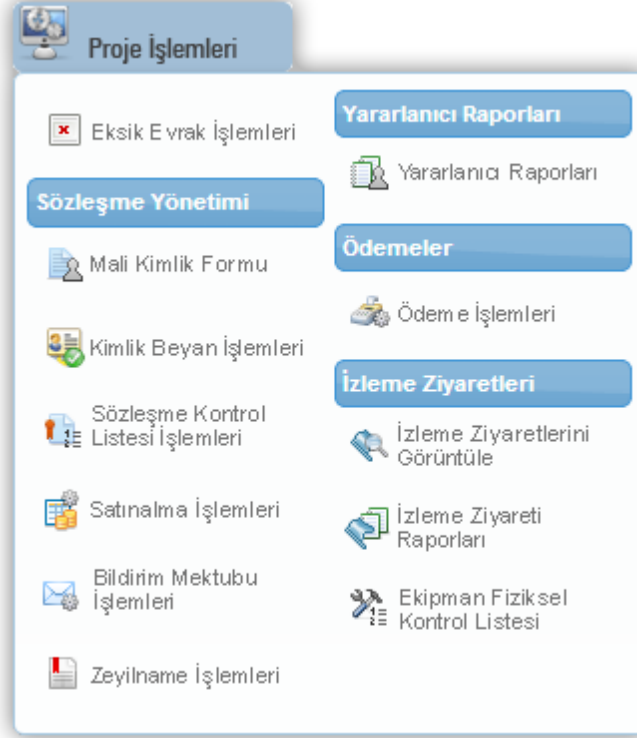 Proje İşlemleri
Eksik Evrak İşlemleri
Sözleşme Yönetimi
Mali Kimlik Formu
Kimlik Beyan İşlemleri
Sözleşme Kontrol
Listesi İşlemleri
Satınalma İşlemleri
Bildirim Mektubu
İşlemleri
Zeyilname İşlemleri
Yararlanıcı Raporları
Yararlanıcı Raporları
Ödemeler
Ödeme İşlemleri
İzleme Ziyaretleri
İzleme Ziyaretlerini
Görüntüle
İzleme Ziyareti
Raporları
Ekipman Fiziksel
Kontrol Listesi